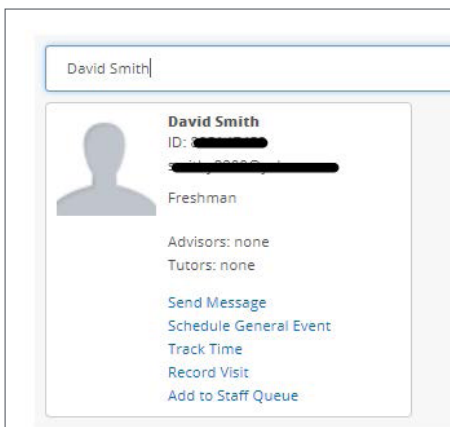 David Smith
David Smith
ID:
Freshman
Advisors: none
Tutors: none
Send Message
Schedule General Event
Track Time
Record Visit
Add to Staff Queue